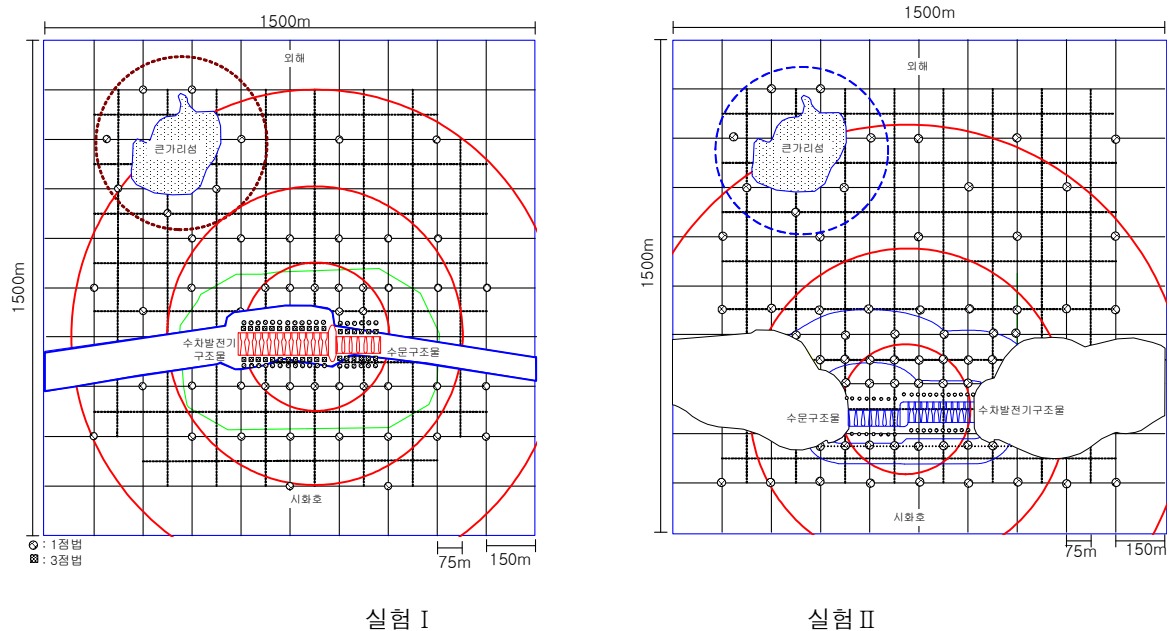 1500m
1500m
외해
큰가리섬
수차발전기
구조물
수문구조물
시화호
: 1점법
: 3점법
75m
150m
실험 Ⅰ
1500m
1500m
외해
큰가리섬
수문구조물
수차발전기구조물
시화호
75m
150m
실험 Ⅱ